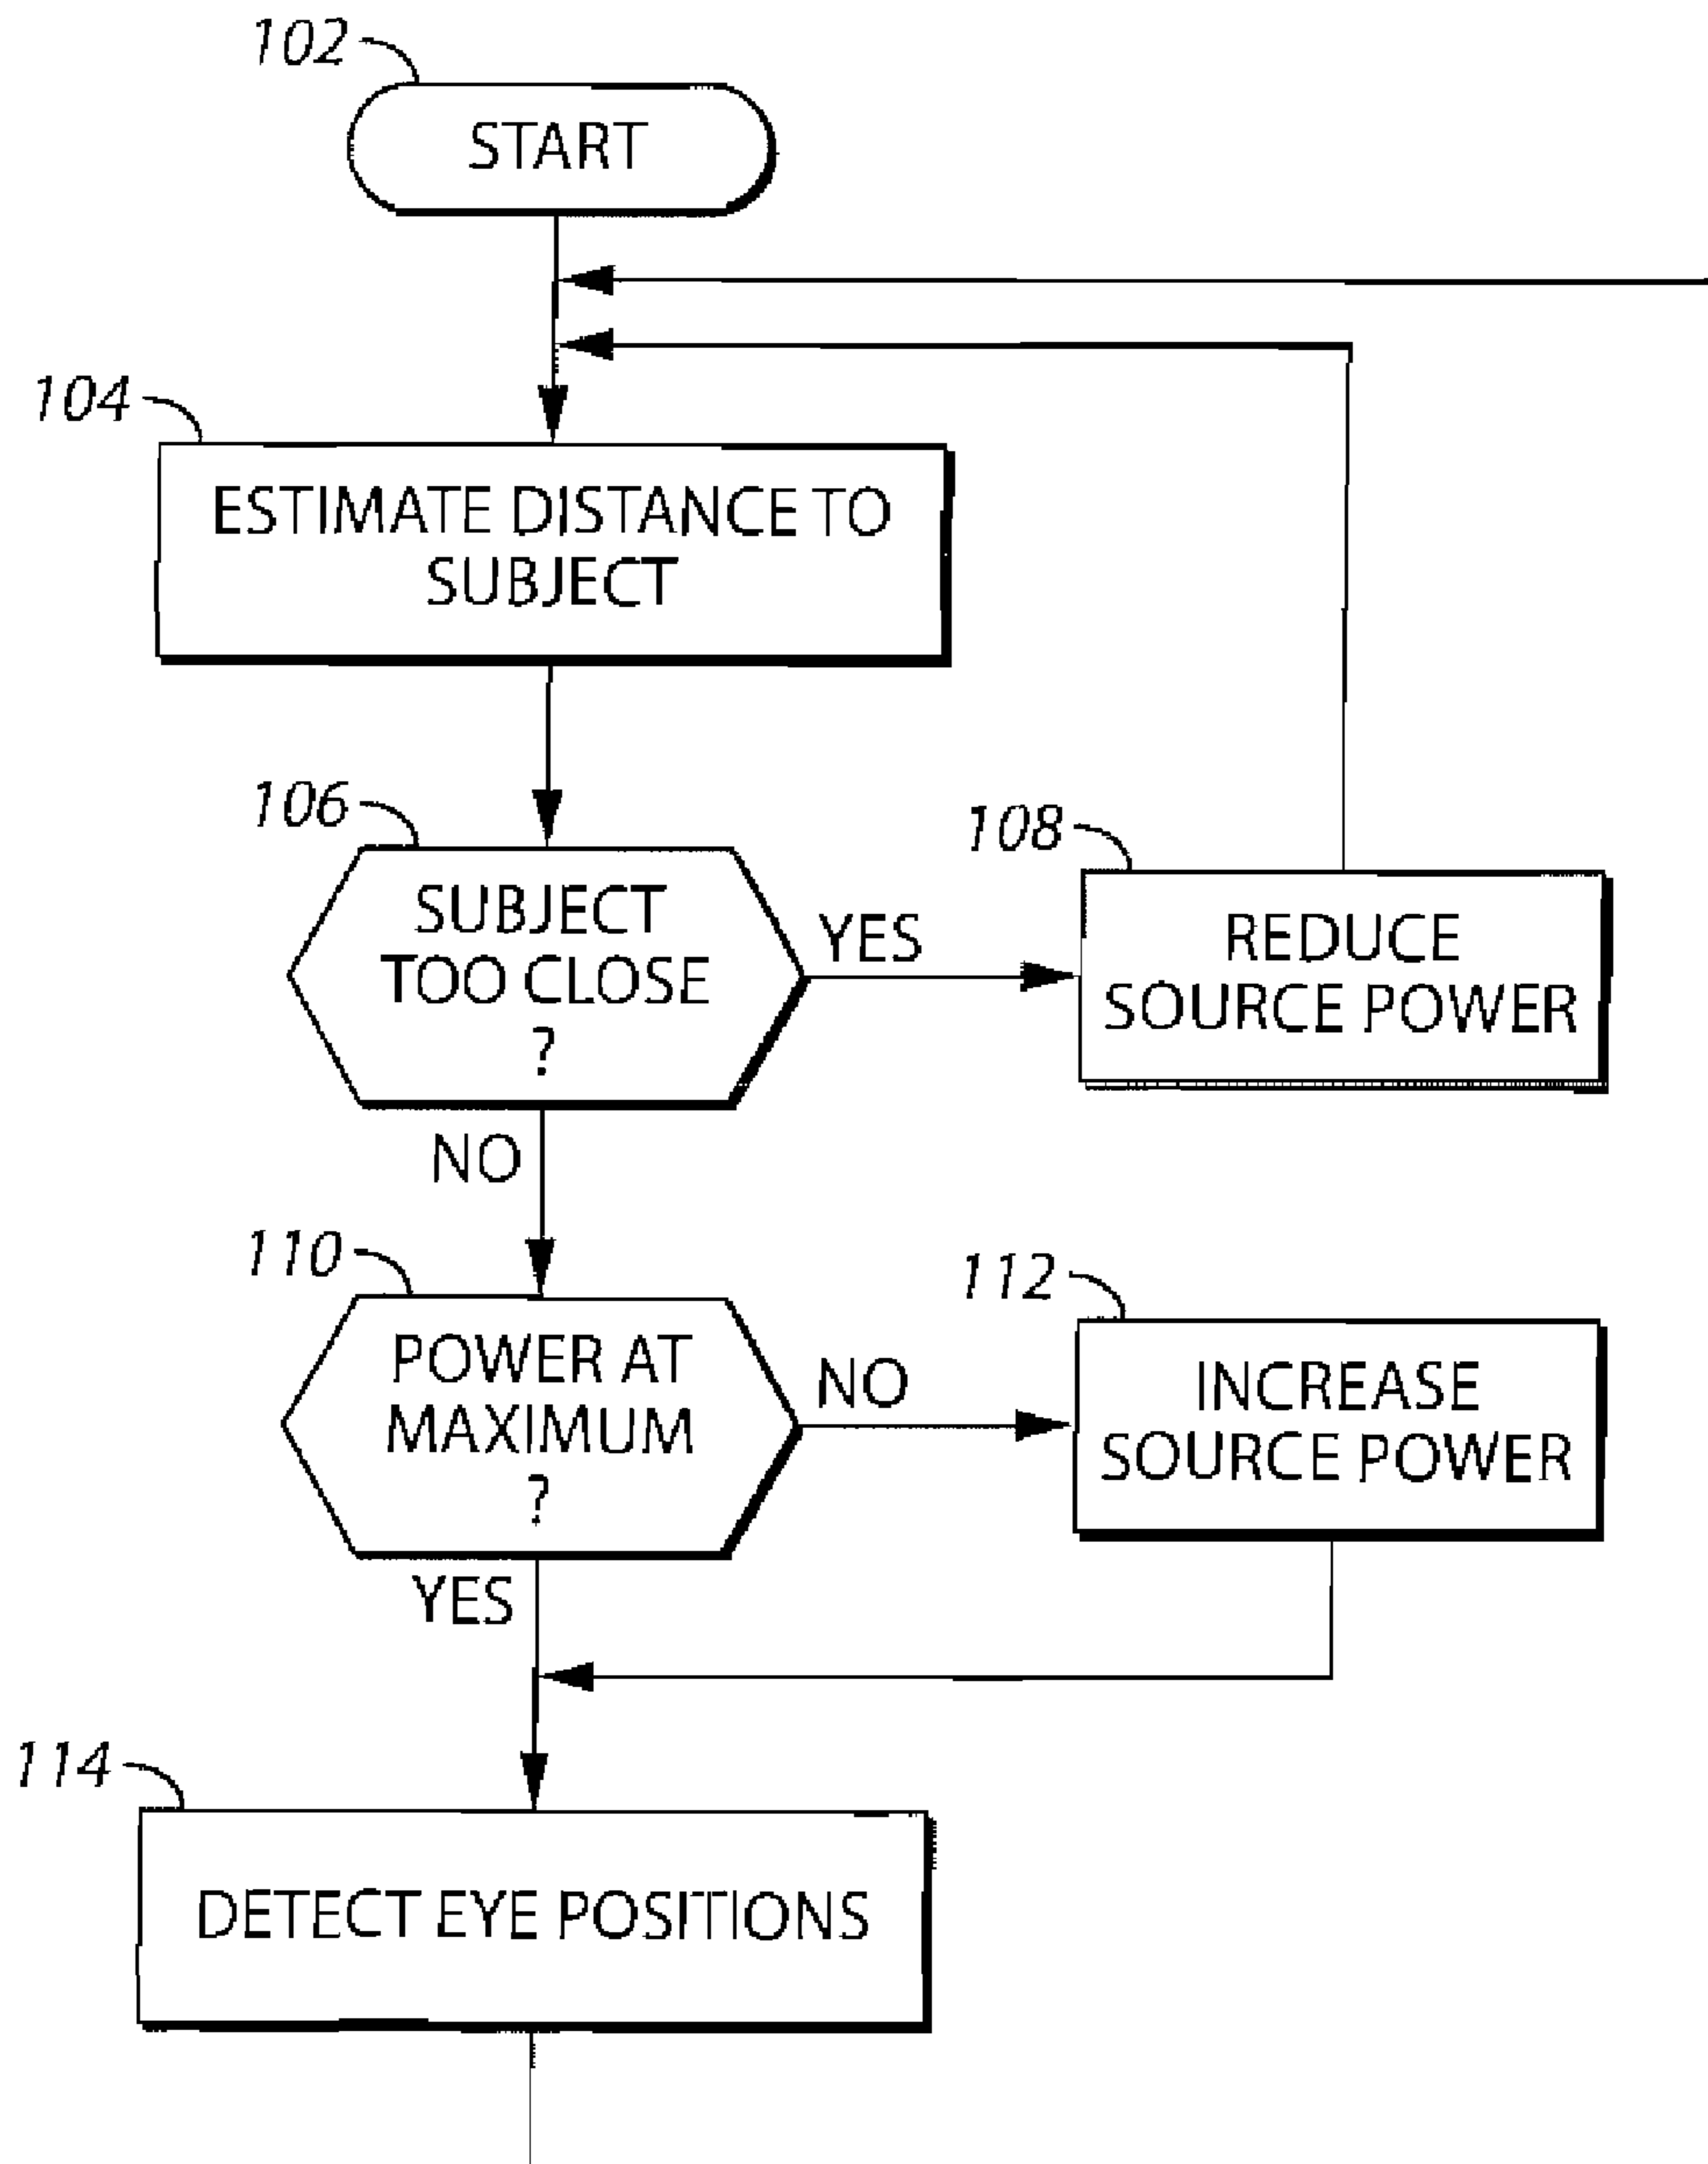 102
START
104
ESTIMATE DISTANCE TO
SUBJECT
106
SUBJECT
TOO CLOSE
?
YES
108
REDUCE
SOURCE POWER
NO
110
POWER AT
MAXIMUM
?
NO
112
INCREASE
SOURCE POWER
YES
114
DETECT EYE POSITIONS